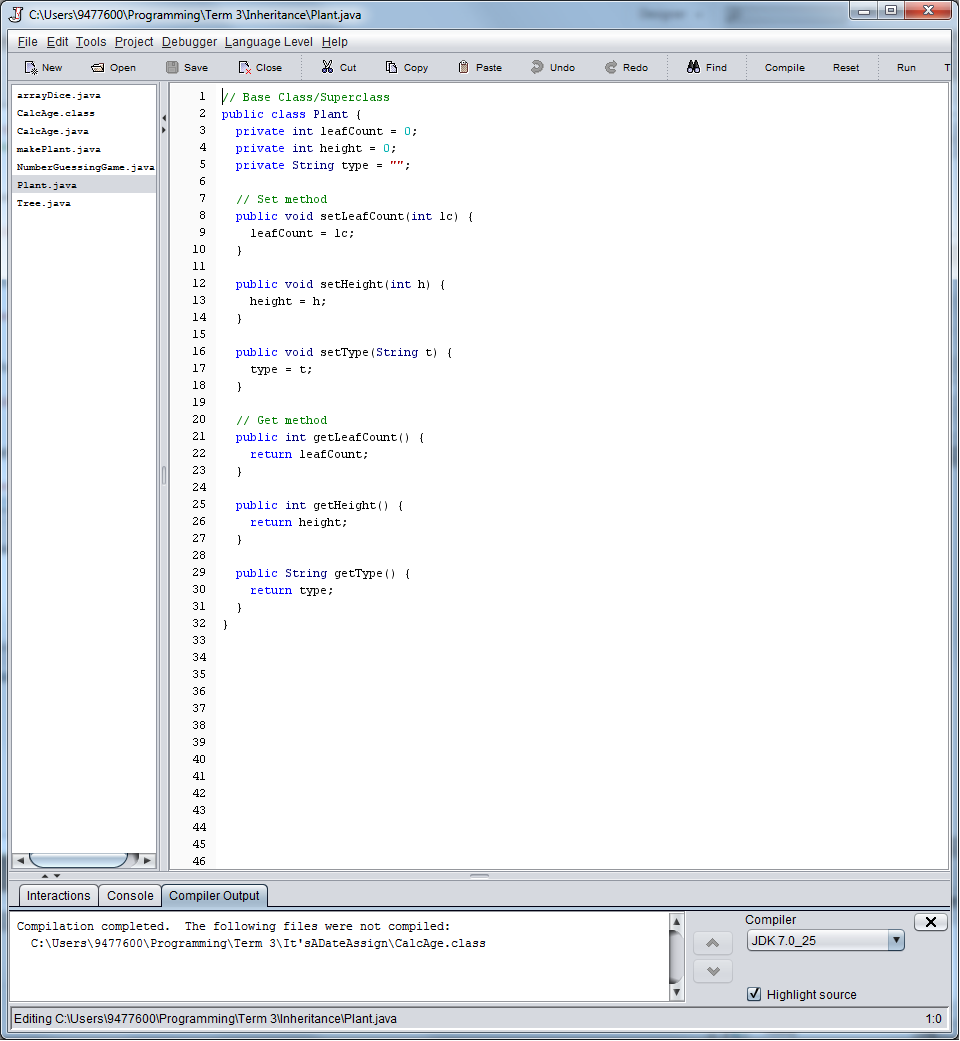 C:\Users\9477600\Programming\Term 3\Inheritance\Plant.java
File Edit Tools Project Debugger Language Level Help
New Open Save Close Cut Copy Paste Undo Redo Find Compile Reset Run T
arrayDice.java
CalcAge.class
CalcAge.java
makePlant.java
NumberGuessingGame.java
Plant.java
Tree.java
1 // Base Class/Superclass
2 public class Plant {
3 private int leafCount = 0;
4 private int height = 0;
5 private String type = "";
6
7 // Set method
8 public void setLeafCount(int lc) {
9 leafCount = lc;
10 }
11
12 public void setHeight(int h) {
13 height = h;
14 }
15
16 public void setType(String t) {
17 type = t;
18 }
19
20 // Get method
21 public int getLeafCount() {
22 return leafCount;
23 }
24
25 public int getHeight() {
26 return height;
27 }
28
29 public String getType() {
30 return type;
31 }
32 }
33
34
35
36
37
38
39
40
41
42
43
44
45
46
Interactions Console Compiler Output
Compilation completed. The following files were not compiled:
C:\Users\9477600\Programming\Term 3\It'sADateAssign\CalcAge.class
Compiler
JDK 7.0_25
Highlight source
Editing C:\Users\9477600\Programming\Term 3\Inheritance\Plant.java 1:0